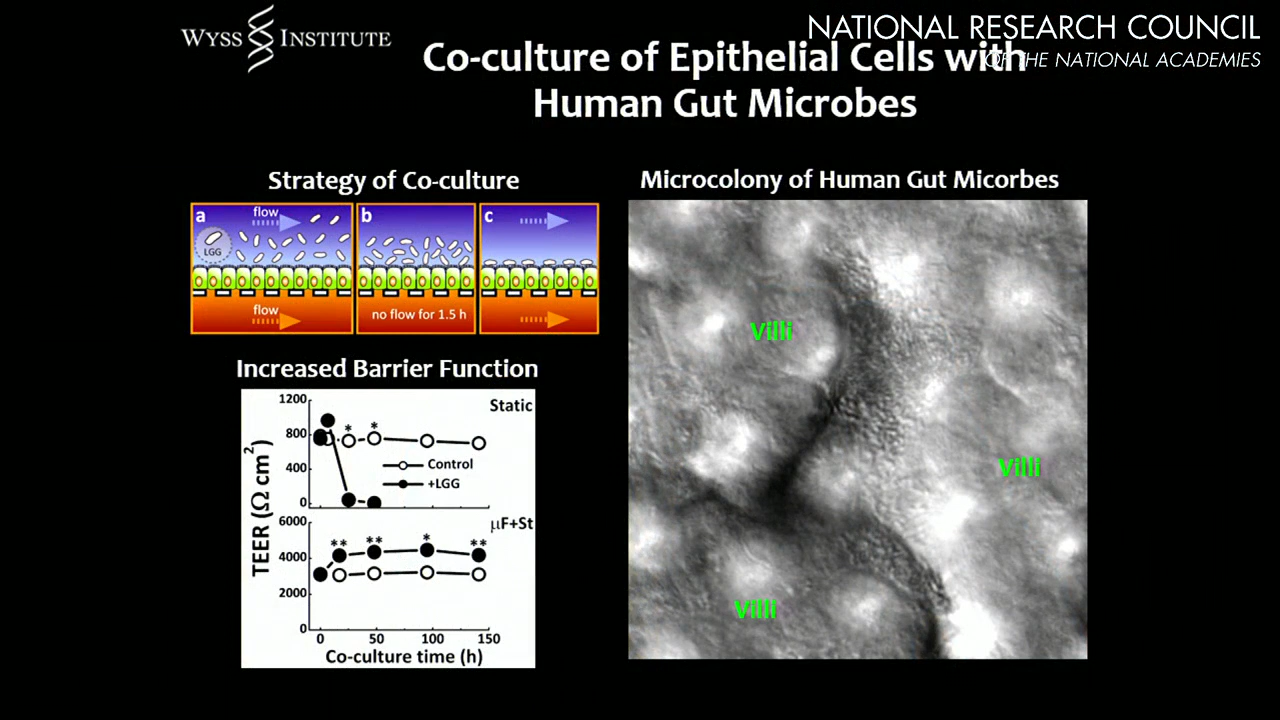 WYSS INSTITUTE
NATIONAL RESEARCH COUNCIL
OF THE NATIONAL ACADEMIES
Co-culture of Epithelial Cells with
Human Gut Microbes
Strategy of Co-culture
a
flow
LGG
flow
b
no flow for 1.5 h
c
Increased Barrier Function
TEER (Ω cm²)
1200
800
400
0
Static
* *
Control
+LGG
6000
4000
2000
0
μF+St
** ** * **
0 50 100 150
Co-culture time (h)
Microcolony of Human Gut Micorbes
Villi
Villi
Villi